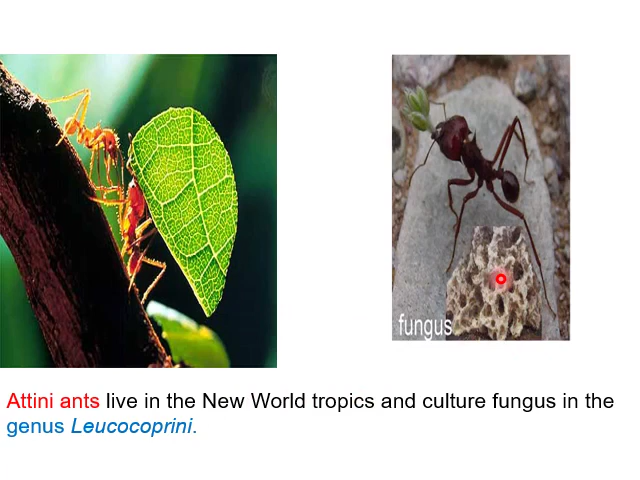 fungus
Attini ants live in the New World tropics and culture fungus in the
genus Leucocoprini.